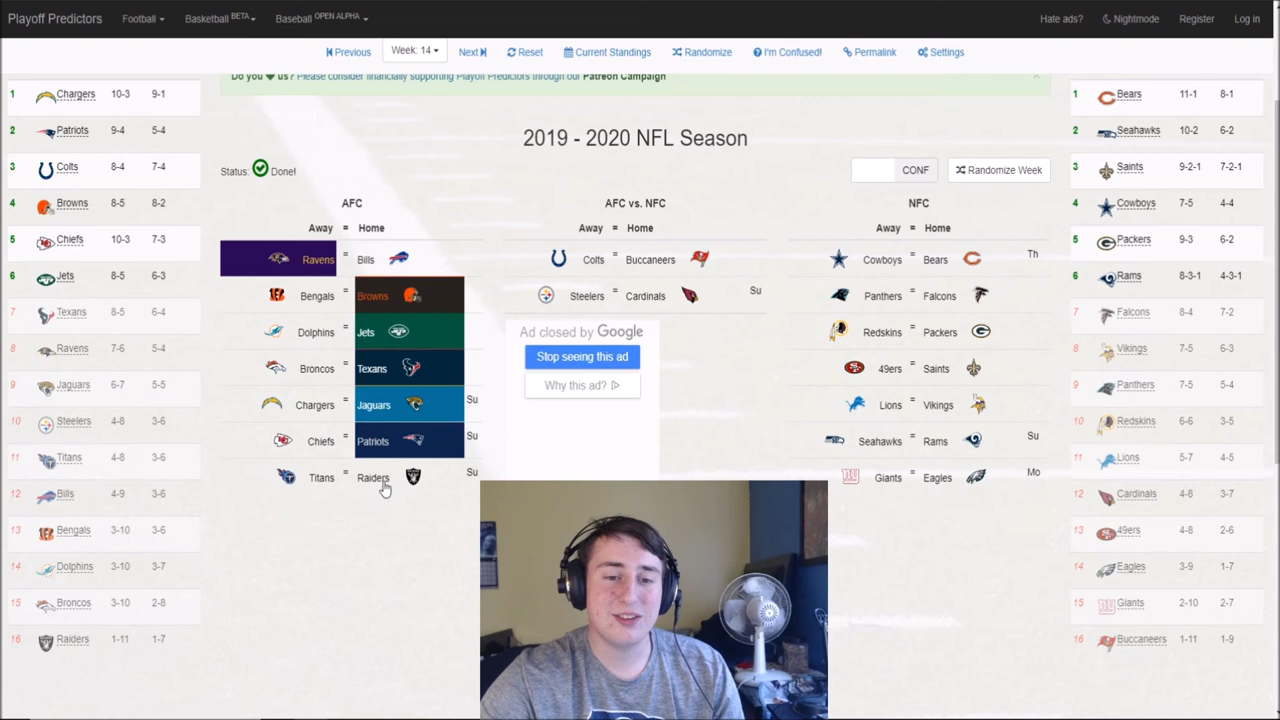 Playoff Predictors Football Basketball BETA Baseball OPEN ALPHA Hate ads? Nightmode Register Log in
Previous Week: 14 Next Reset Current Standings Randomize I'm Confused! Permalink Settings
Do you us? Please consider financially supporting Playoff Predictors through our Patreon Campaign
2019 - 2020 NFL Season
Status: Done!
CONF Randomize Week
1 Chargers 10-3 9-1
2 Patriots 9-4 5-4
3 Colts 8-4 7-4
4 Browns 8-5 8-2
5 Chiefs 10-3 7-3
6 Jets 8-5 6-3
7 Texans 8-5 6-4
8 Ravens 7-6 5-4
9 Jaguars 6-7 5-5
10 Steelers 4-8 3-6
11 Titans 4-8 3-6
12 Bills 4-9 3-6
13 Bengals 3-10 3-6
14 Dolphins 3-10 3-7
15 Broncos 3-10 2-8
16 Raiders 1-11 1-7
AFC
Away = Home
Ravens = Bills
Bengals = Browns
Dolphins = Jets
Broncos = Texans
Chargers = Jaguars Su
Chiefs = Patriots Su
Titans = Raiders Su
AFC vs. NFC
Away = Home
Colts = Buccaneers
Steelers = Cardinals Su
Ad closed by Google
Stop seeing this ad
Why this ad?
NFC
Away = Home
Cowboys = Bears Th
Panthers = Falcons
Redskins = Packers
49ers = Saints
Lions = Vikings
Seahawks = Rams Su
Giants = Eagles Mo
1 Bears 11-1 8-1
2 Seahawks 10-2 6-2
3 Saints 9-2-1 7-2-1
4 Cowboys 7-5 4-4
5 Packers 9-3 6-2
6 Rams 8-3-1 4-3-1
7 Falcons 8-4 7-2
8 Vikings 7-5 5-3
9 Panthers 7-5 5-4
10 Redskins 6-6 3-5
11 Lions 5-7 4-5
12 Cardinals 4-8 3-7
13 49ers 4-8 2-6
14 Eagles 3-9 1-7
15 Giants 2-10 2-7
16 Buccaneers 1-11 1-9